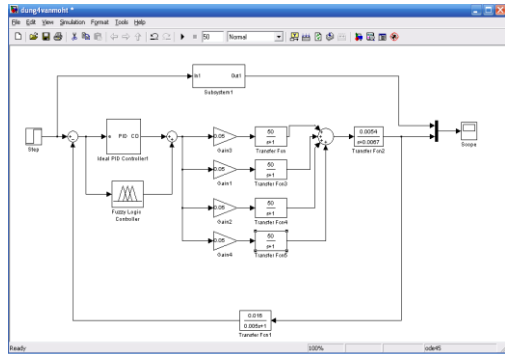 dung4vanmoht *
File Edit View Simulation Format Tools Help
50
Normal
In1
Out1
Subsystem1
Step
PID CO
Ideal PID Controller1
Fuzzy Logic
Controller
0.05
Gain3
50
s+1
Transfer Fcn
0.05
Gain1
50
s+1
Transfer Fcn3
0.05
Gain2
50
s+1
Transfer Fcn4
0.05
Gain4
50
s+1
Transfer Fcn5
0.0054
s+0.0067
Transfer Fcn2
Scope
0.016
0.005s+1
Transfer Fcn1
Ready
100%
ode45